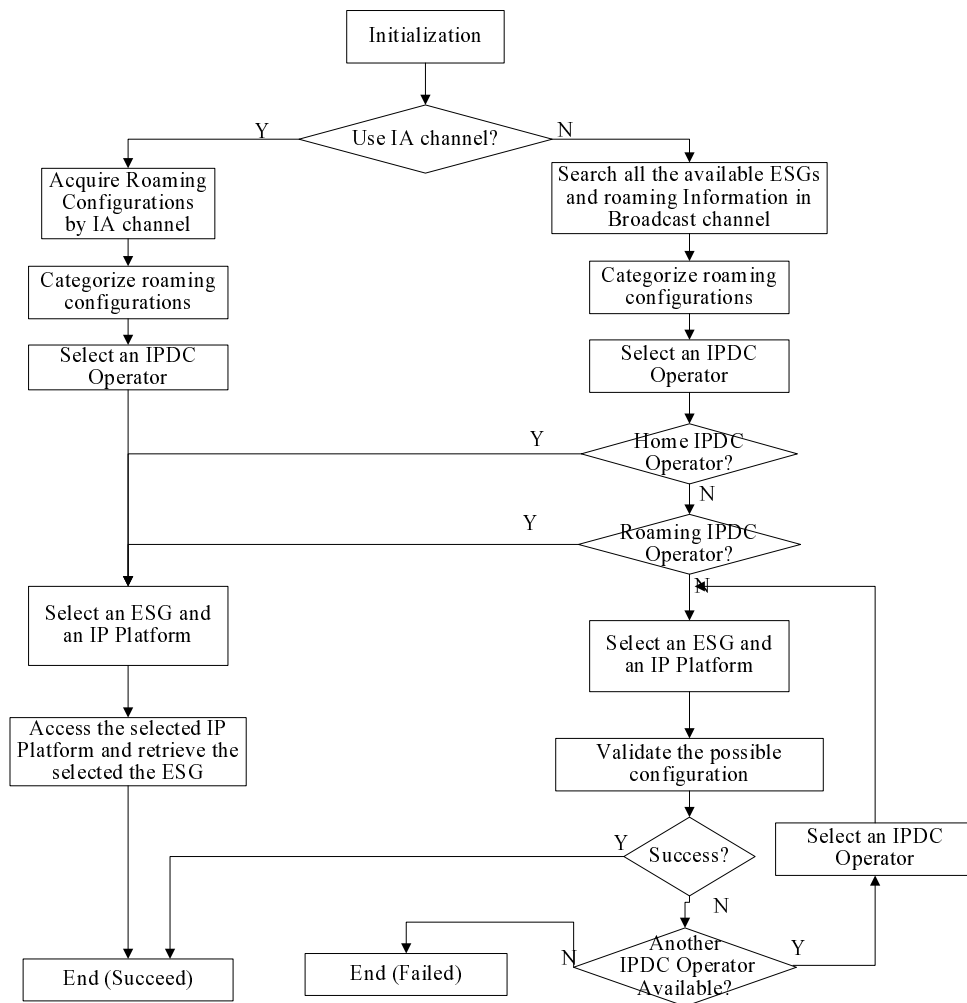 Initialization
Y
Use IA channel?
N
Acquire Roaming
Configurations
by IA channel
Search all the available ESGs
and roaming Information in
Broadcast channel
Categorize roaming
configurations
Categorize roaming
configurations
Select an IPDC
Operator
Select an IPDC
Operator
Y
Home IPDC
Operator?
N
Y
Roaming IPDC
Operator?
N
Select an ESG and
an IP Platform
Select an ESG and
an IP Platform
Access the selected IP
Platform and retrieve the
selected the ESG
Validate the possible
configuration
Y
Success?
Select an IPDC
Operator
N
Another
IPDC Operator
Available?
N
Y
End (Succeed)
End (Failed)